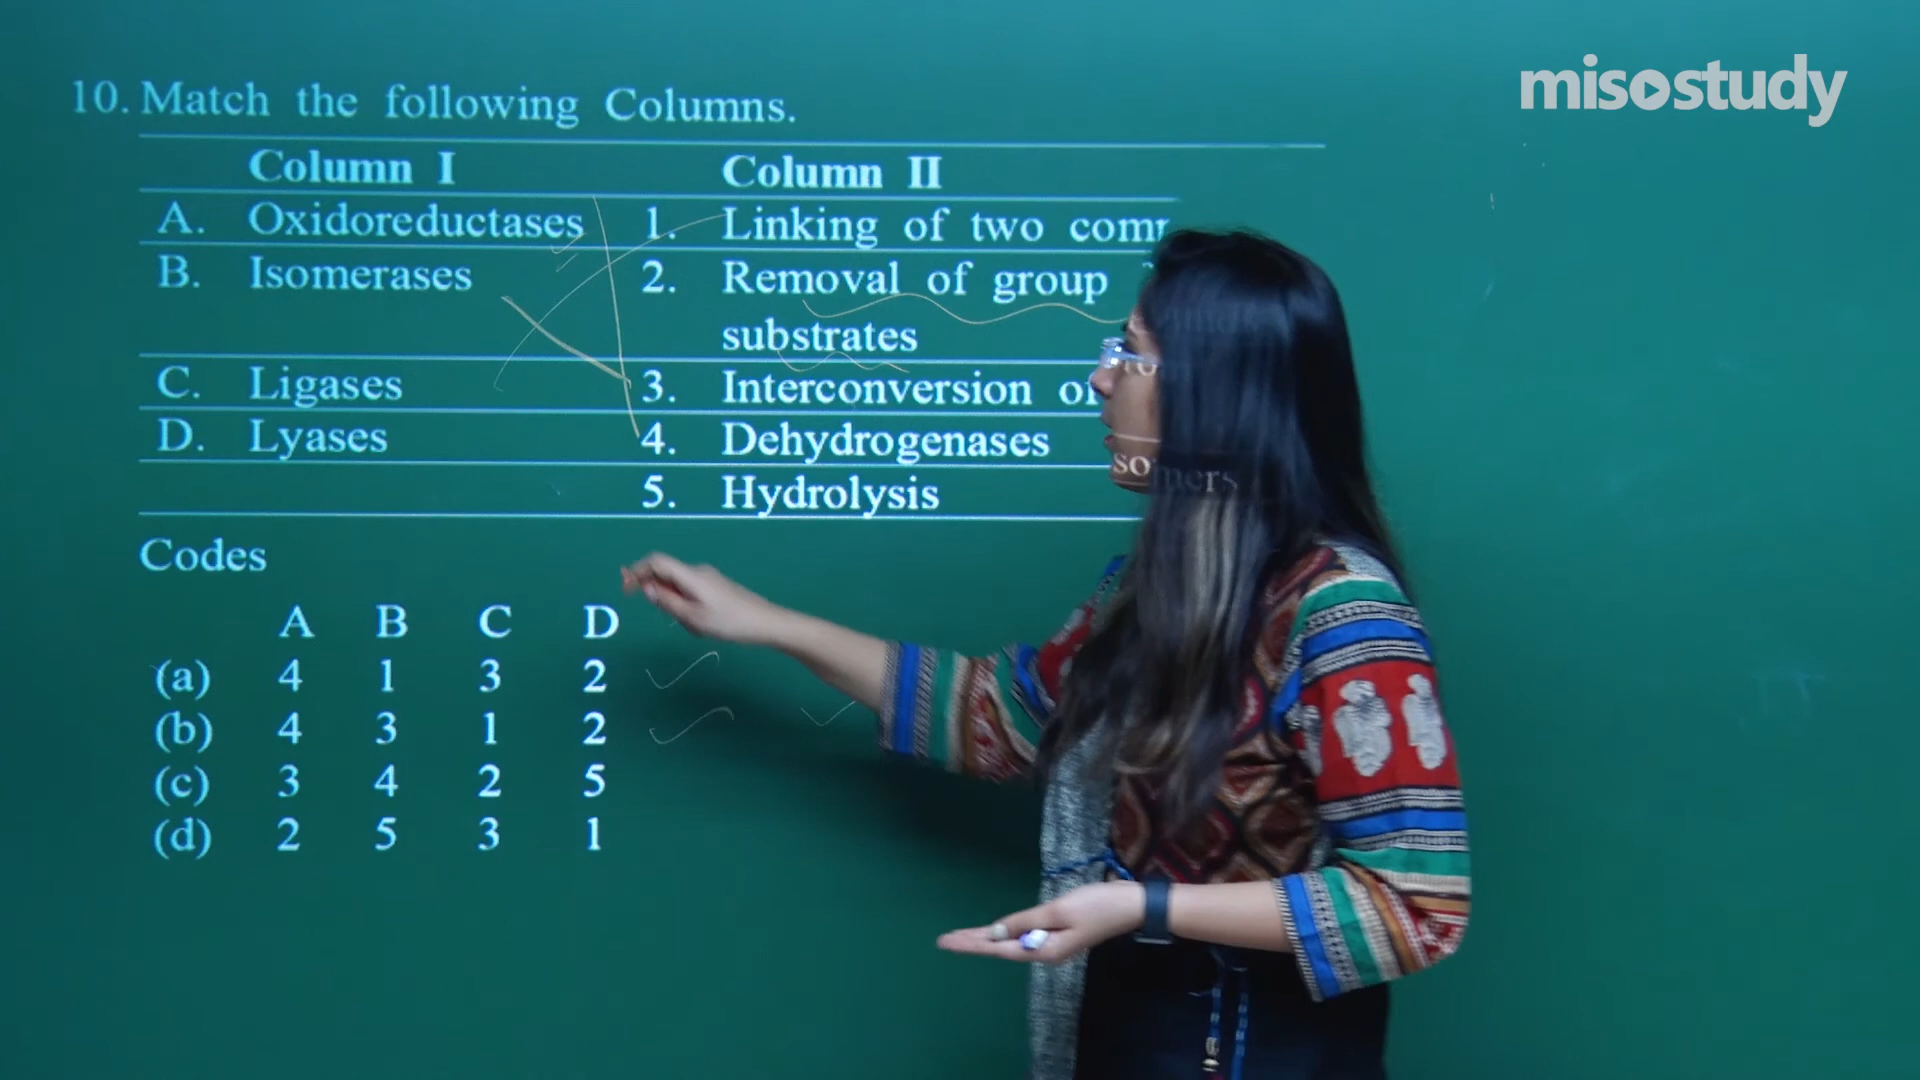 misostudy
10. Match the following Columns.
Column I Column II
A. Oxidoreductases 1. Linking of two
B. Isomerases 2. Removal of group
substrates
C. Ligases 3. Interconversion of
D. Lyases 4. Dehydrogenases
5. Hydrolysis
Codes
A B C D
(a) 4 1 3 2
(b) 4 3 1 2
(c) 3 4 2 5
(d) 2 5 3 1